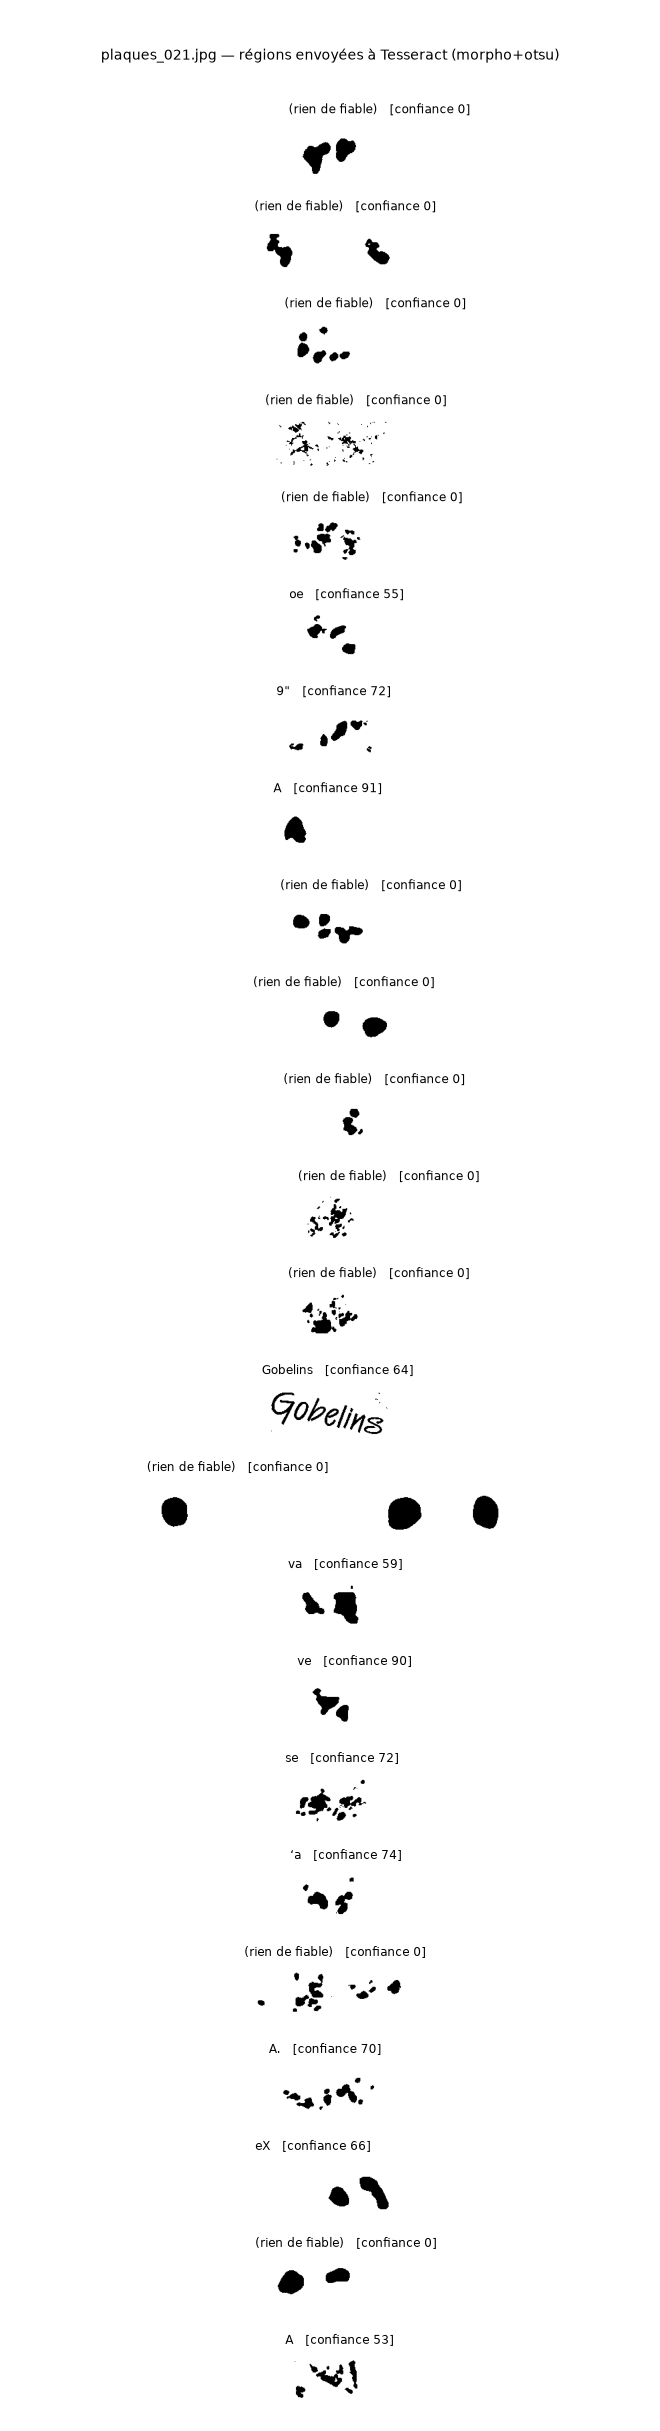 plaques_021.jpg — régions envoyées à Tesseract (morpho+otsu)
(rien de fiable) [confiance 0]
(rien de fiable) [confiance 0]
(rien de fiable) [confiance 0]
(rien de fiable) [confiance 0]
(rien de fiable) [confiance 0]
oe [confiance 55]
9" [confiance 72]
A [confiance 91]
(rien de fiable) [confiance 0]
(rien de fiable) [confiance 0]
(rien de fiable) [confiance 0]
(rien de fiable) [confiance 0]
(rien de fiable) [confiance 0]
Gobelins [confiance 64]
Gobelins
(rien de fiable) [confiance 0]
va [confiance 59]
ve [confiance 90]
se [confiance 72]
‘a [confiance 74]
(rien de fiable) [confiance 0]
A. [confiance 70]
eX [confiance 66]
(rien de fiable) [confiance 0]
A [confiance 53]